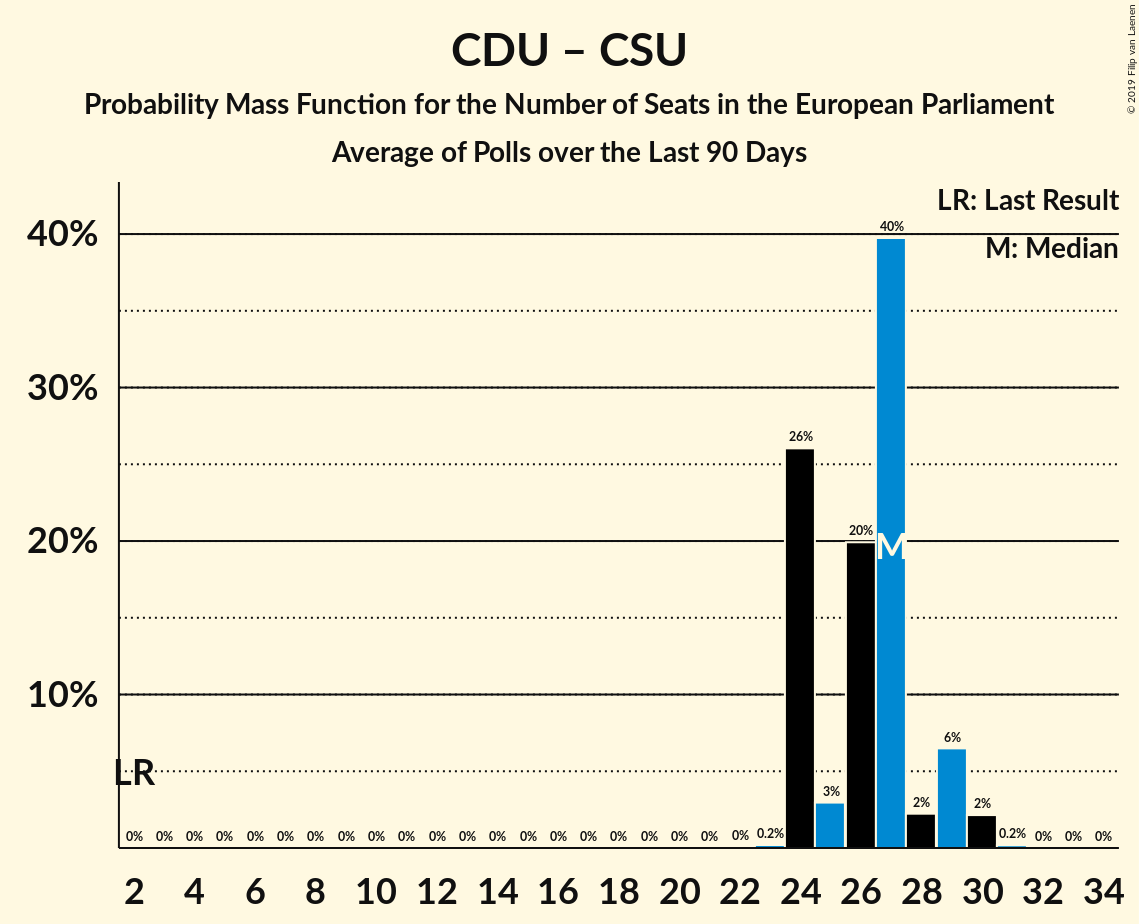 CDU – CSU
Probability Mass Function for the Number of Seats in the European Parliament
Average of Polls over the Last 90 Days
© 2019 Filip van Laenen
LR: Last Result
M: Median
40%
30%
20%
10%
40%
26%
20%
M
6%
3%
2%
2%
LR
0% 0% 0% 0% 0% 0% 0% 0% 0% 0% 0% 0% 0% 0% 0% 0% 0% 0% 0% 0% 0% 0.2% 0.2% 0% 0% 0%
2 4 6 8 10 12 14 16 18 20 22 24 26 28 30 32 34